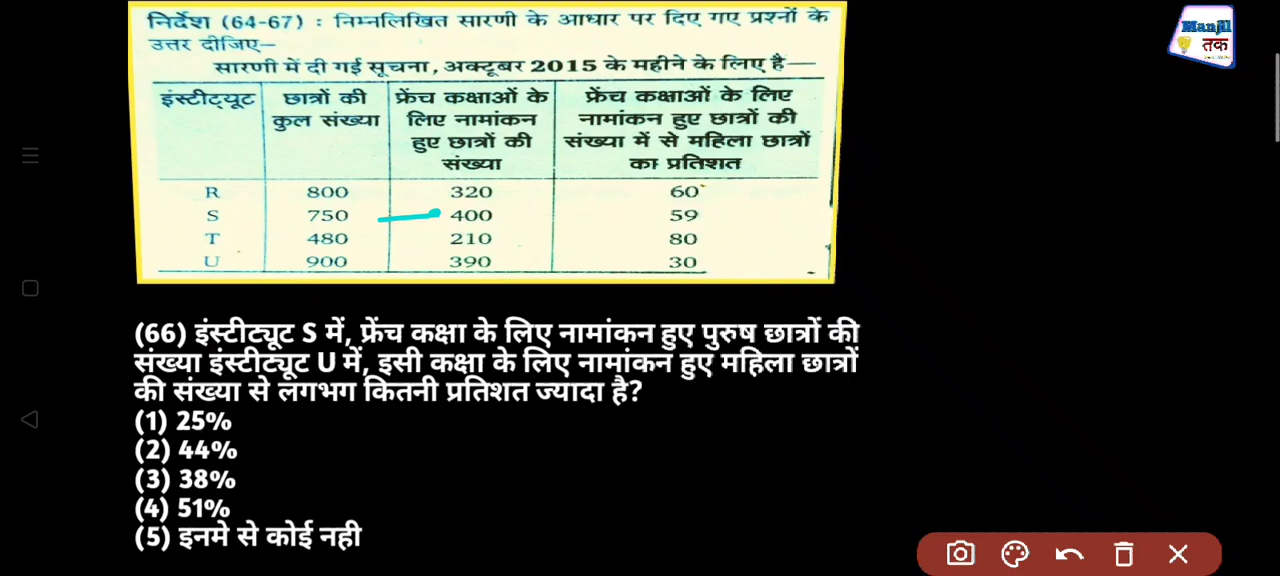 निर्देश (64-67) : निम्नलिखित सारणी के आधार पर दिए गए प्रश्नों के
उत्तर दीजिए—
सारणी में दी गई सूचना, अक्टूबर 2015 के महीने के लिए है—
इंस्टीट्यूट छात्रों की कुल संख्या फ्रेंच कक्षाओं के लिए नामांकन हुए छात्रों की संख्या फ्रेंच कक्षाओं के लिए नामांकन हुए छात्रों की संख्या में से महिला छात्रों का प्रतिशत
R 800 320 60
S 750 400 59
T 480 210 80
U 900 390 30
Manjil
तक
(66) इंस्टीट्यूट S में, फ्रेंच कक्षा के लिए नामांकन हुए पुरुष छात्रों की
संख्या इंस्टीट्यूट U में, इसी कक्षा के लिए नामांकन हुए महिला छात्रों
की संख्या से लगभग कितनी प्रतिशत ज्यादा है?
(1) 25%
(2) 44%
(3) 38%
(4) 51%
(5) इनमे से कोई नही